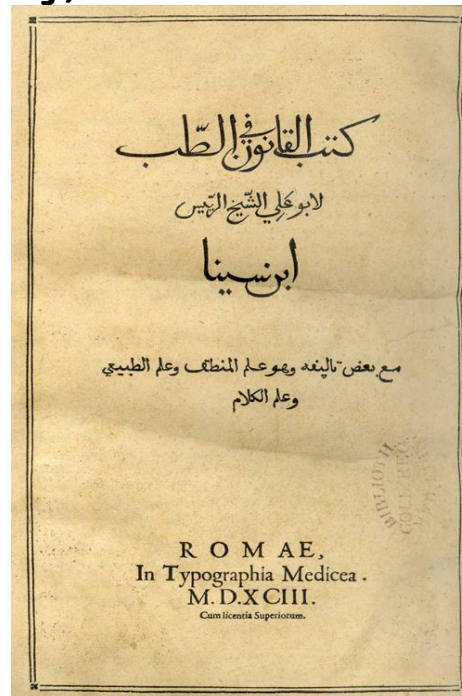 كتب القانون في الطب
لابو علي الشيخ الرئيس
ابن سينا
مع بعض تاليفه وهو علم المنطق وعلم الطبيعي
وعلم الكلام
ROMAE,
In Typographia Medicea.
M.D.XCIII.
Cum licentia Superiorum.